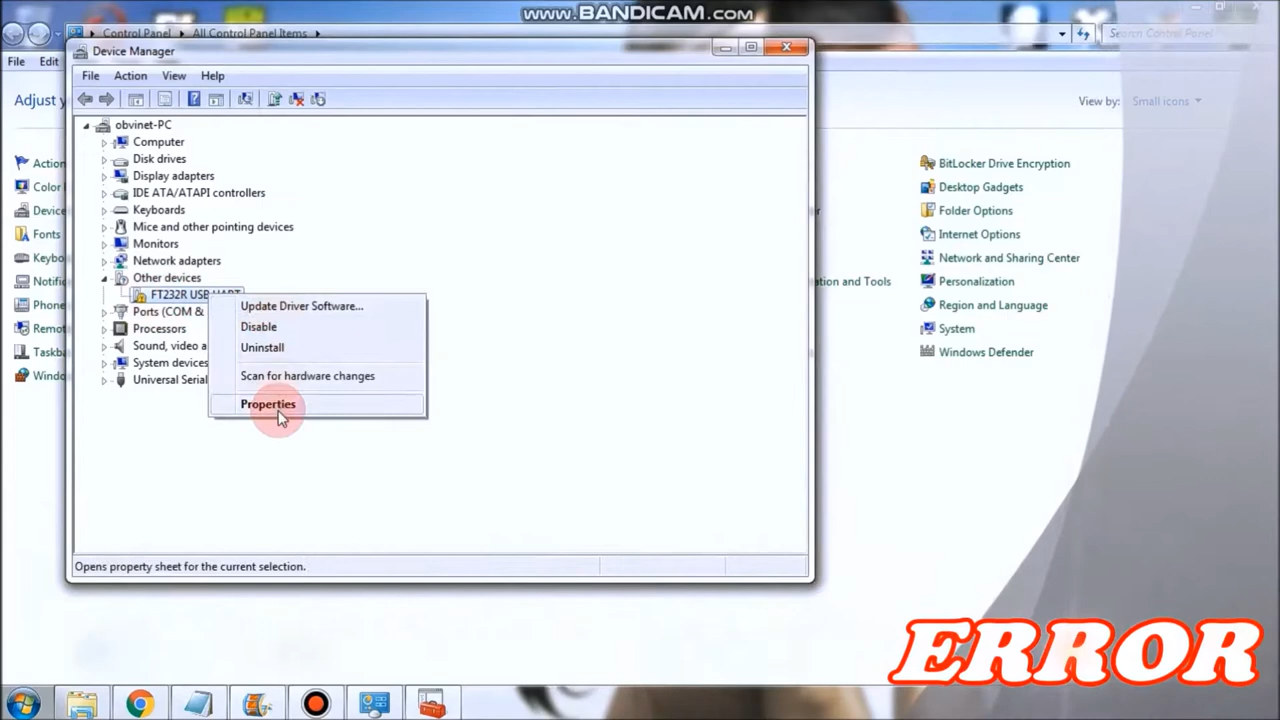 www.BANDICAM.com
Control Panel
All Control Panel Items
Search Control Panel
Device Manager
File Edit
File Action View Help
Adjust y
View by: Small icons
obvinet-PC
Computer
Disk drives
Display adapters
IDE ATA/ATAPI controllers
Keyboards
Mice and other pointing devices
Monitors
Network adapters
Other devices
FT232R USB UART
Ports (COM &
Processors
Sound, video a
System devices
Universal Serial
Update Driver Software...
Disable
Uninstall
Scan for hardware changes
Properties
Opens property sheet for the current selection.
Action
Color
Device
Fonts
Keybo
Notific
Phone
Remot
Taskba
Windo
ation and Tools
BitLocker Drive Encryption
Desktop Gadgets
Folder Options
Internet Options
Network and Sharing Center
Personalization
Region and Language
System
Windows Defender
ERROR